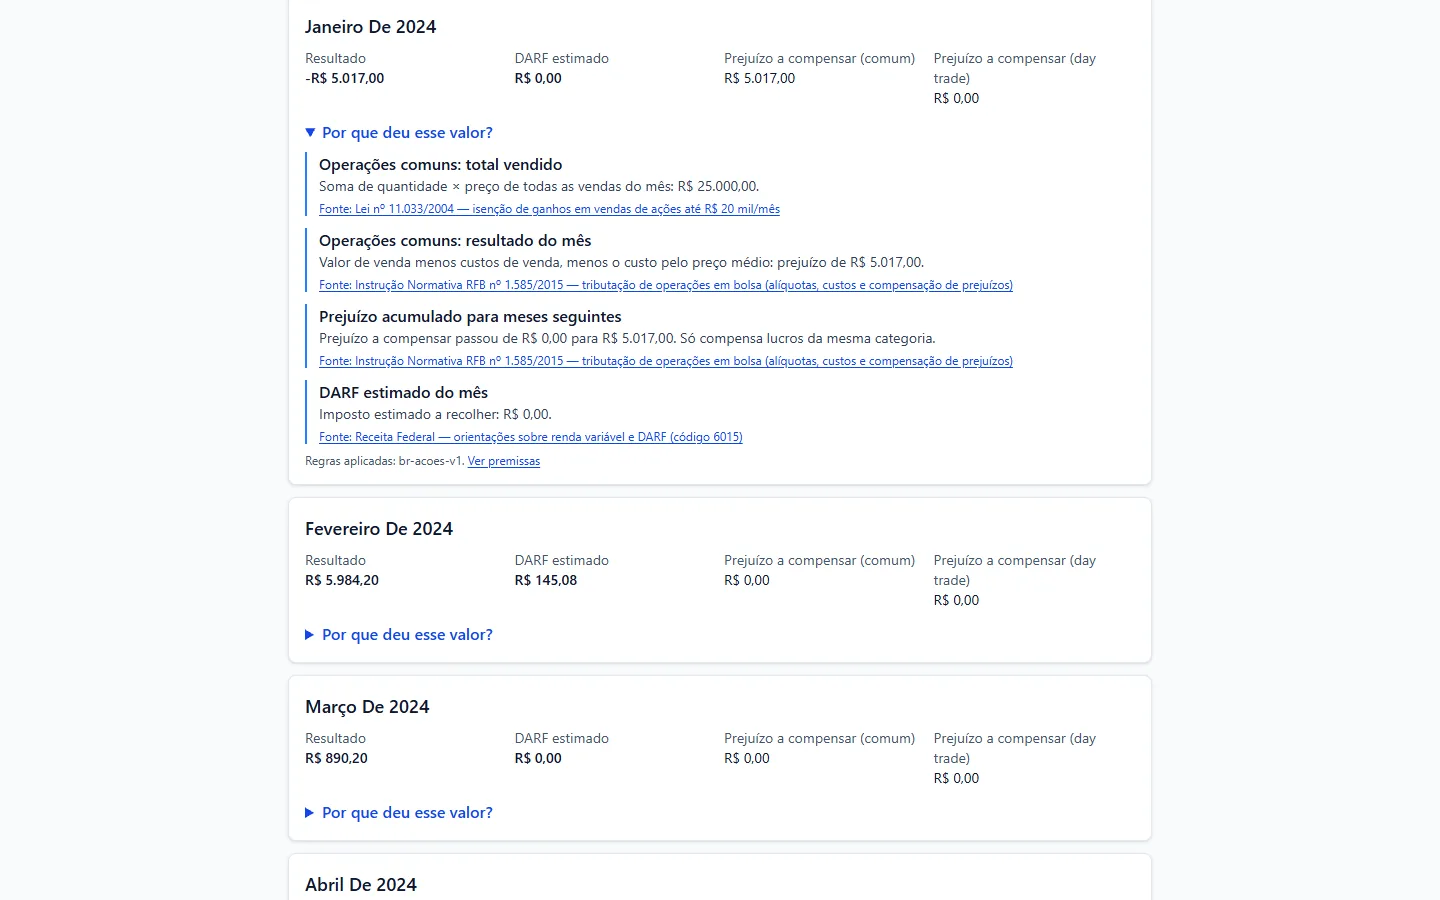 Janeiro De 2024
Resultado
-R$ 5.017,00
DARF estimado
R$ 0,00
Prejuízo a compensar (comum)
R$ 5.017,00
Prejuízo a compensar (day
trade)
R$ 0,00
▼ Por que deu esse valor?
Operações comuns: total vendido
Soma de quantidade × preço de todas as vendas do mês: R$ 25.000,00.
Fonte: Lei nº 11.033/2004 — isenção de ganhos em vendas de ações até R$ 20 mil/mês
Operações comuns: resultado do mês
Valor de venda menos custos de venda, menos o custo pelo preço médio: prejuízo de R$ 5.017,00.
Fonte: Instrução Normativa RFB nº 1.585/2015 — tributação de operações em bolsa (alíquotas, custos e compensação de prejuízos)
Prejuízo acumulado para meses seguintes
Prejuízo a compensar passou de R$ 0,00 para R$ 5.017,00. Só compensa lucros da mesma categoria.
Fonte: Instrução Normativa RFB nº 1.585/2015 — tributação de operações em bolsa (alíquotas, custos e compensação de prejuízos)
DARF estimado do mês
Imposto estimado a recolher: R$ 0,00.
Fonte: Receita Federal — orientações sobre renda variável e DARF (código 6015)
Regras aplicadas: br-acoes-v1. Ver premissas
Fevereiro De 2024
Resultado
R$ 5.984,20
DARF estimado
R$ 145,08
Prejuízo a compensar (comum)
R$ 0,00
Prejuízo a compensar (day
trade)
R$ 0,00
▶ Por que deu esse valor?
Março De 2024
Resultado
R$ 890,20
DARF estimado
R$ 0,00
Prejuízo a compensar (comum)
R$ 0,00
Prejuízo a compensar (day
trade)
R$ 0,00
▶ Por que deu esse valor?
Abril De 2024